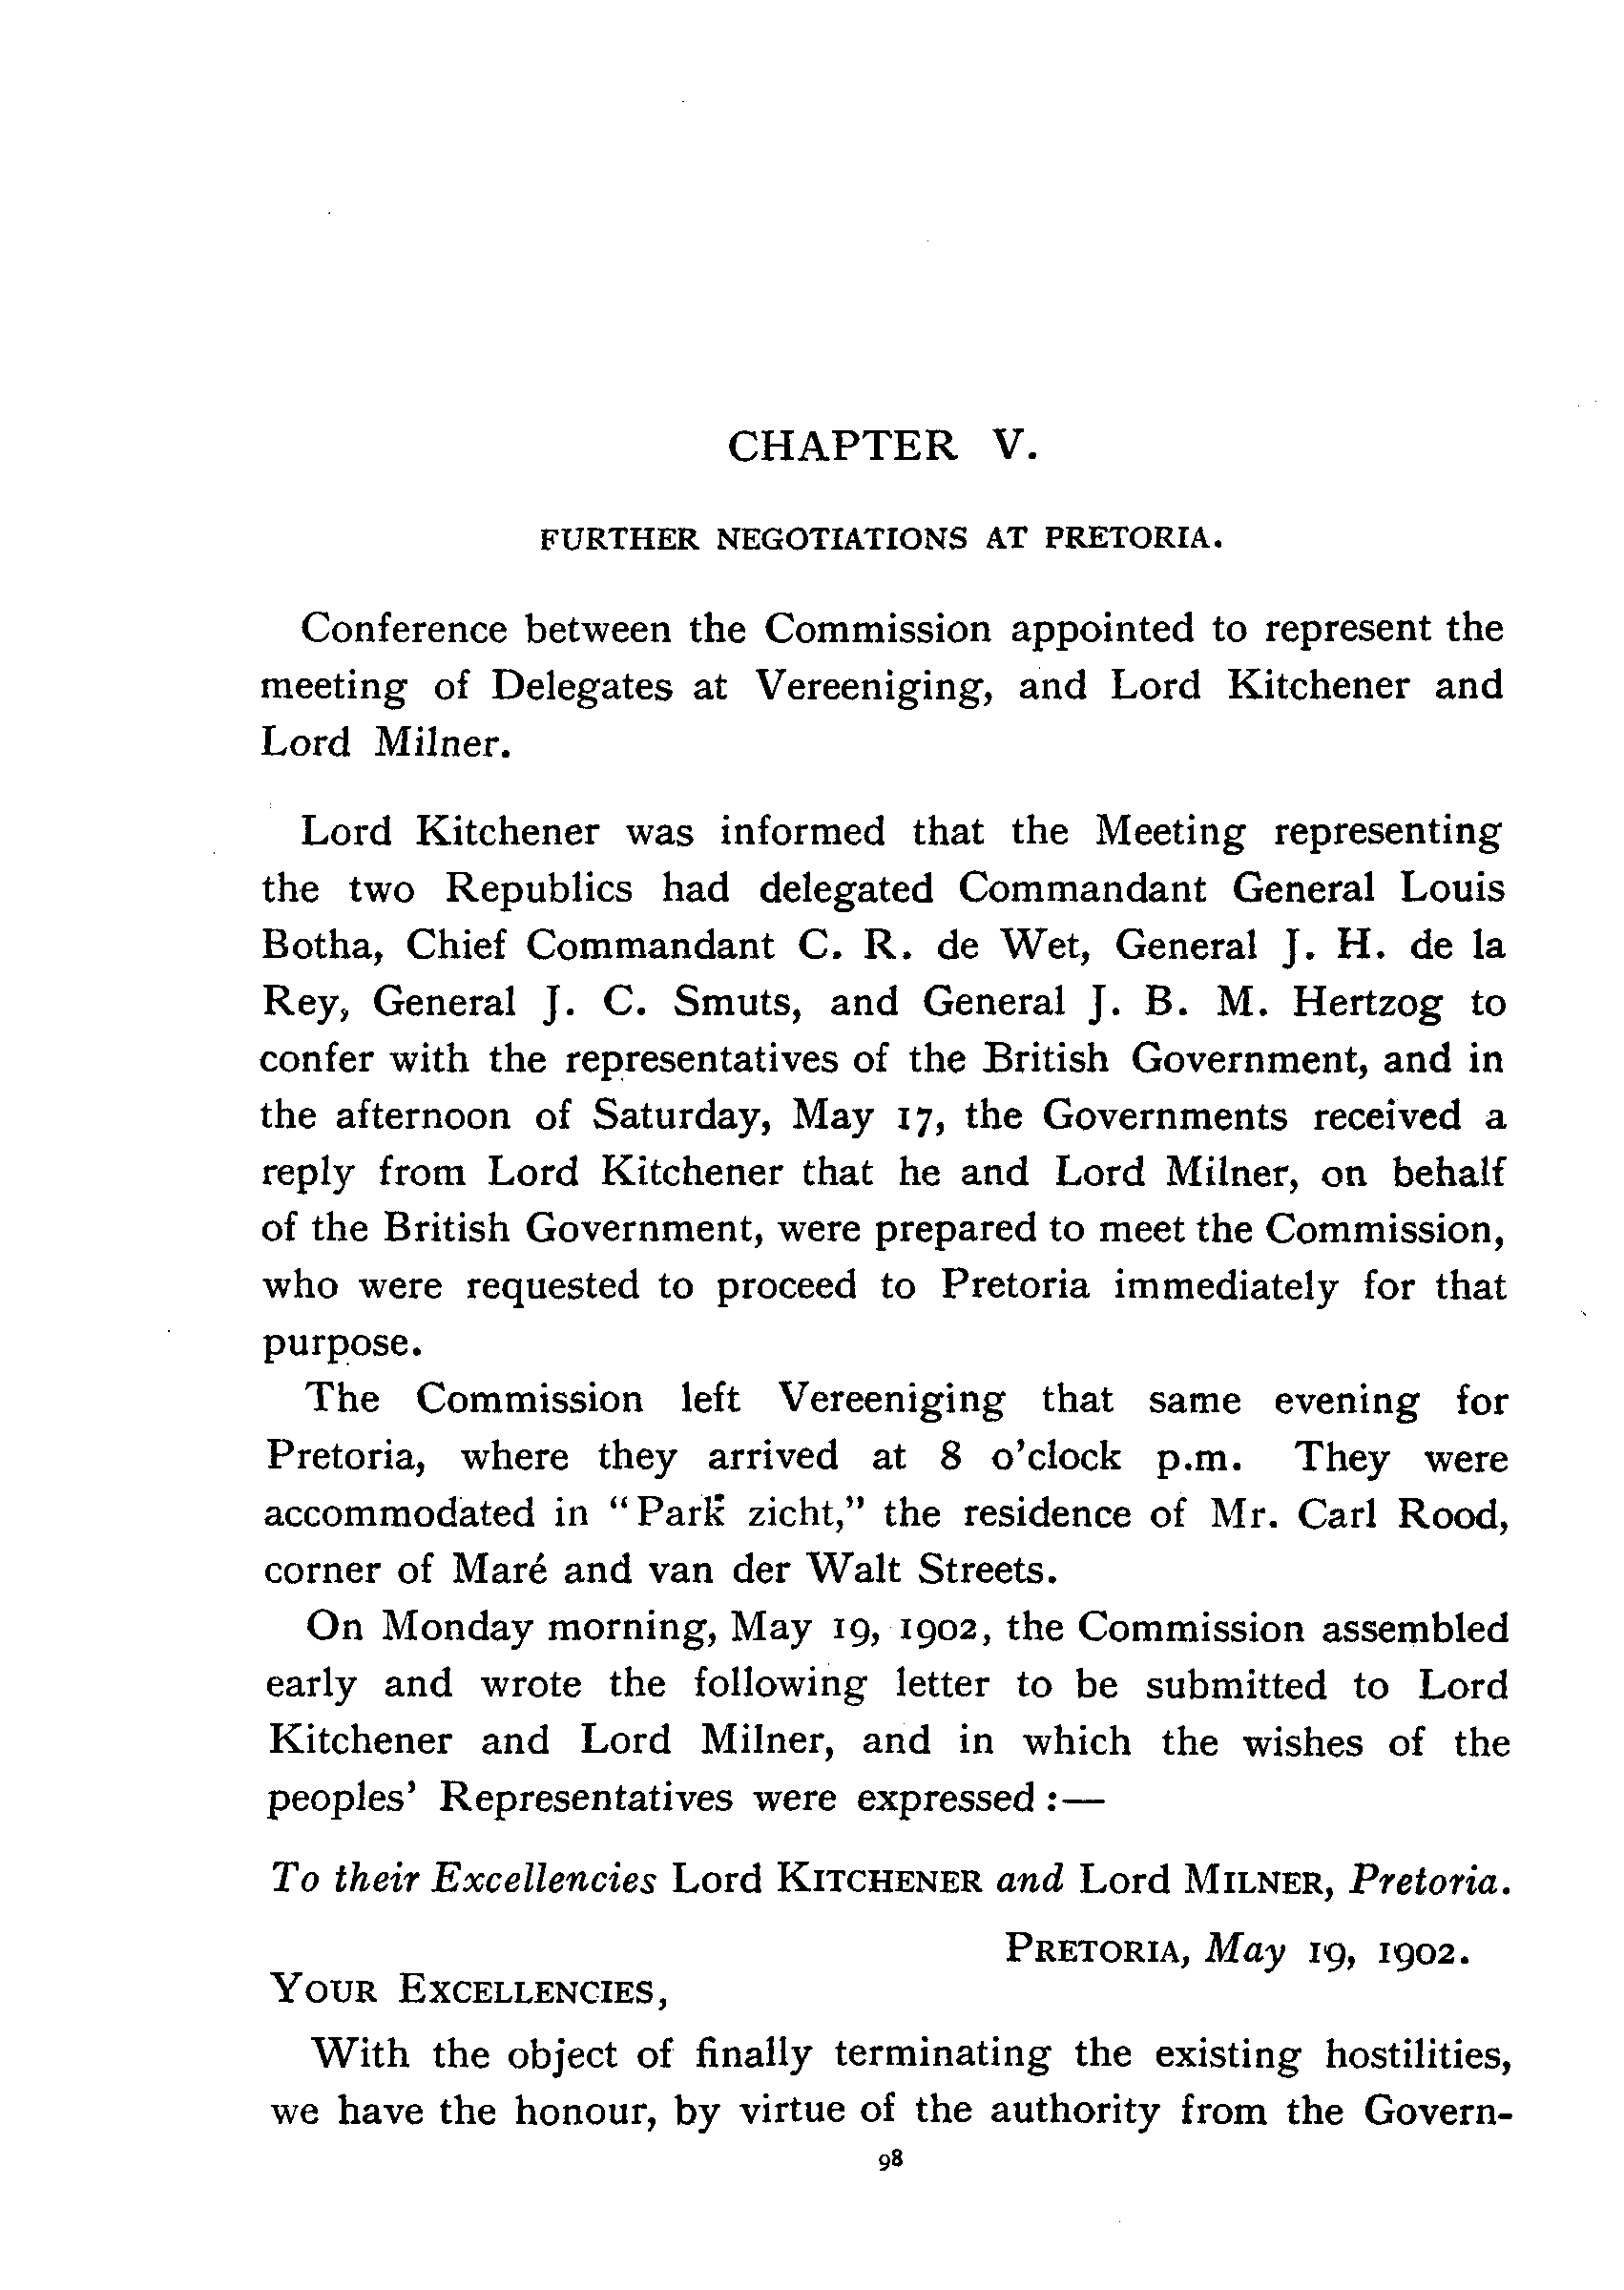 CHAPTER V.
FURTHER NEGOTIATIONS AT PRETORIA.
Conference between the Commission appointed to represent the
meeting of Delegates at Vereeniging, and Lord Kitchener and
Lord Milner.
Lord Kitchener was informed that the Meeting representing
the two Republics had delegated Commandant General Louis
Botha, Chief Commandant C. R. de Wet, General J. H. de la
Rey, General J. C. Smuts, and General J. B. M. Hertzog to
confer with the representatives of the British Government, and in
the afternoon of Saturday, May 17, the Governments received a
reply from Lord Kitchener that he and Lord Milner, on behalf
of the British Government, were prepared to meet the Commission,
who were requested to proceed to Pretoria immediately for that
purpose.
The Commission left Vereeniging that same evening for
Pretoria, where they arrived at 8 o'clock p.m. They were
accommodated in “Park zicht,” the residence of Mr. Carl Rood,
corner of Maré and van der Walt Streets.
On Monday morning, May 19, 1902, the Commission assembled
early and wrote the following letter to be submitted to Lord
Kitchener and Lord Milner, and in which the wishes of the
peoples' Representatives were expressed :—
To their Excellencies Lord KITCHENER and Lord MILNER, Pretoria.
PRETORIA, May 19, 1902.
YOUR EXCELLENCIES,
With the object of finally terminating the existing hostilities,
we have the honour, by virtue of the authority from the Govern-
98